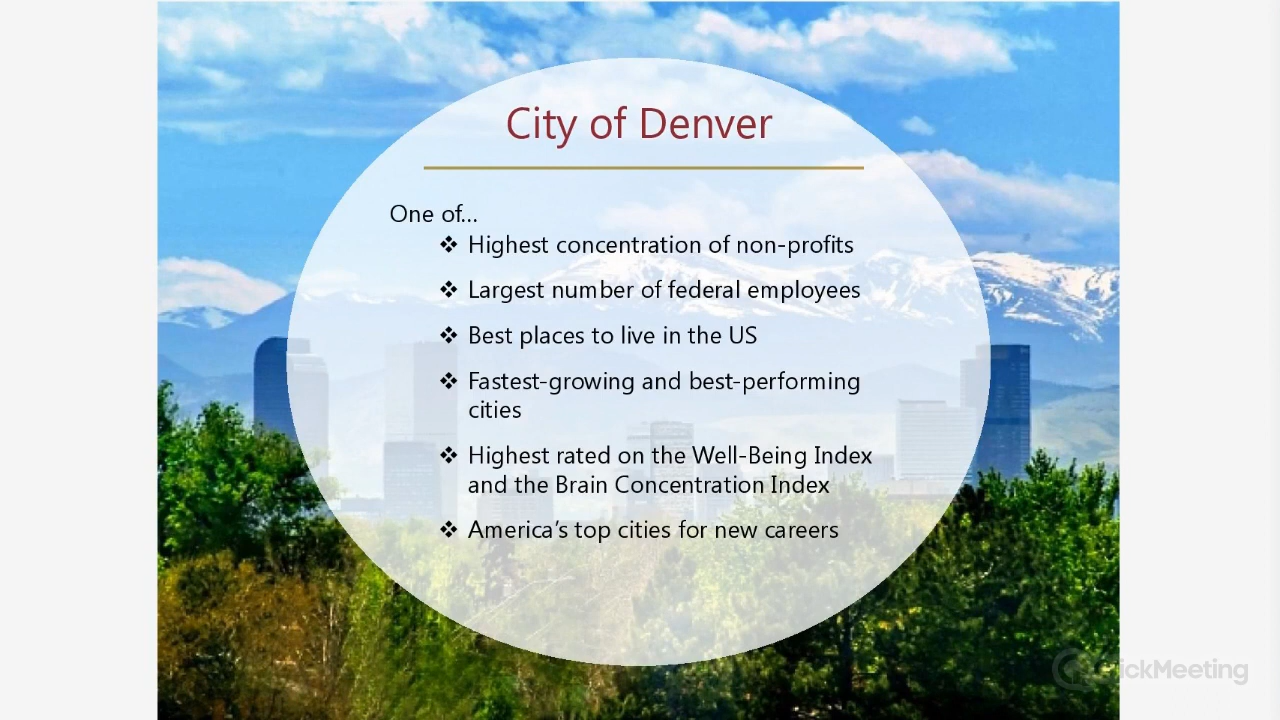 City of Denver
One of...
❖ Highest concentration of non-profits
❖ Largest number of federal employees
❖ Best places to live in the US
❖ Fastest-growing and best-performing
cities
❖ Highest rated on the Well-Being Index
and the Brain Concentration Index
❖ America's top cities for new careers
ClickMeeting